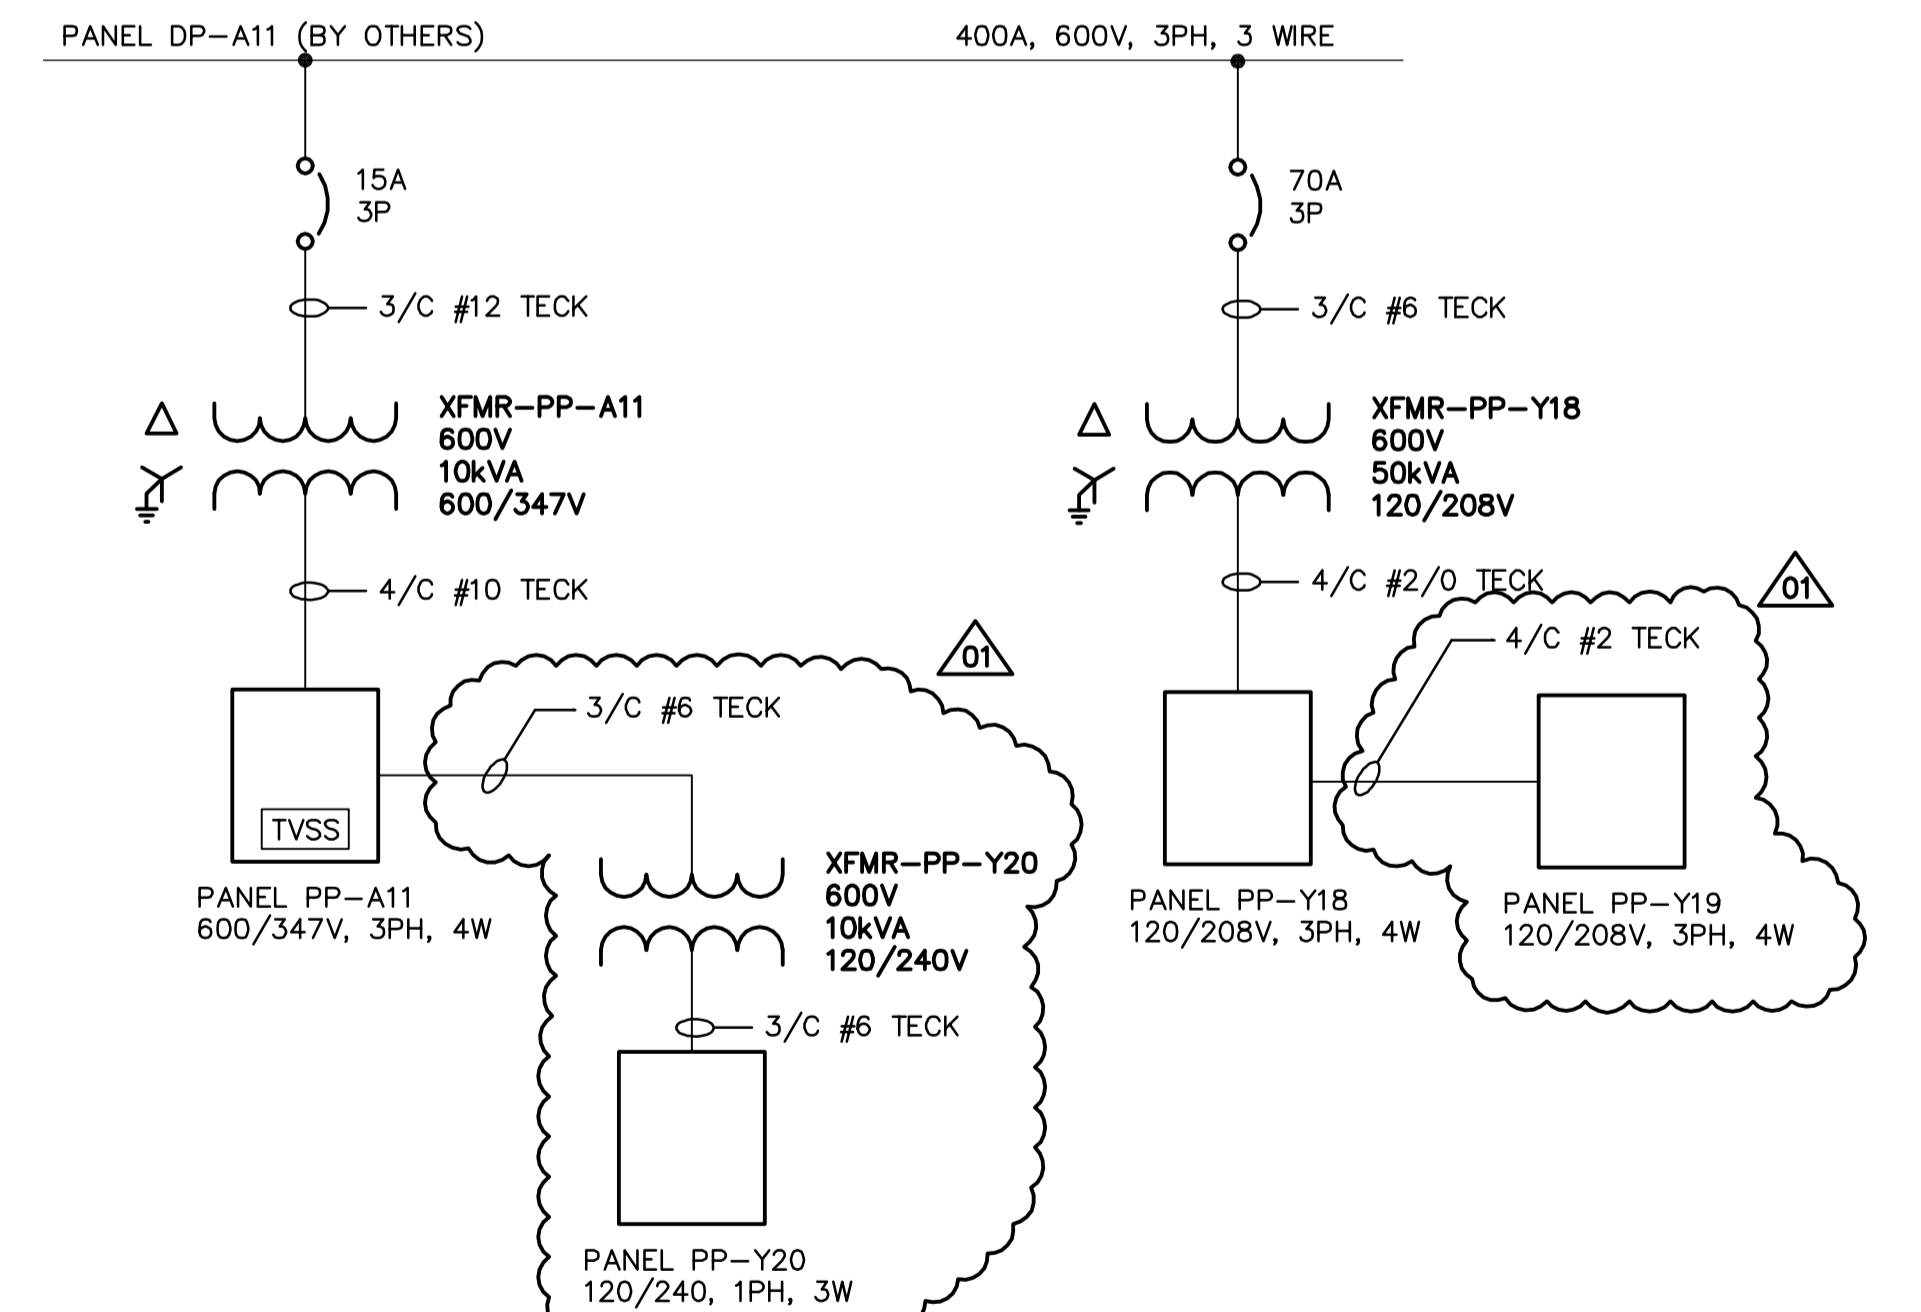 PANEL DP-A11 (BY OTHERS)
400A, 600V, 3PH, 3 WIRE
15A
3P
70A
3P
3/C #12 TECK
3/C #6 TECK
XFMR-PP-A11
600V
10kVA
600/347V
XFMR-PP-Y18
600V
50kVA
120/208V
4/C #10 TECK
4/C #2/0 TECK
01
01
3/C #6 TECK
4/C #2 TECK
TVSS
PANEL PP-A11
600/347V, 3PH, 4W
XFMR-PP-Y20
600V
10kVA
120/240V
PANEL PP-Y18
120/208V, 3PH, 4W
PANEL PP-Y19
120/208V, 3PH, 4W
3/C #6 TECK
PANEL PP-Y20
120/240, 1PH, 3W